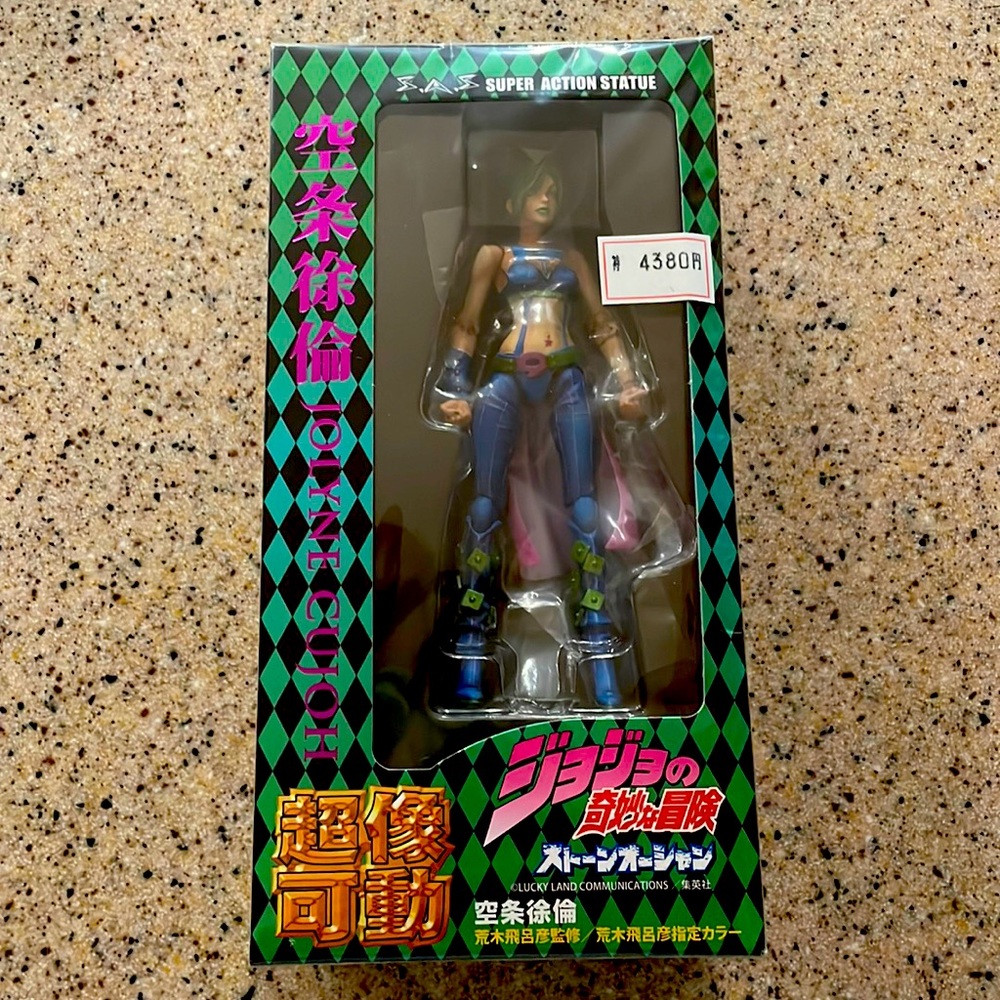 S.A.S SUPER ACTION STATUE
空条徐倫 JOLYNE CUJOH
4380円
ジョジョの
奇妙な冒険
ストーンオーシャン
©LUCKY LAND COMMUNICATIONS/集英社
超像
可動
空条徐倫
荒木飛呂彦監修/荒木飛呂彦指定カラー